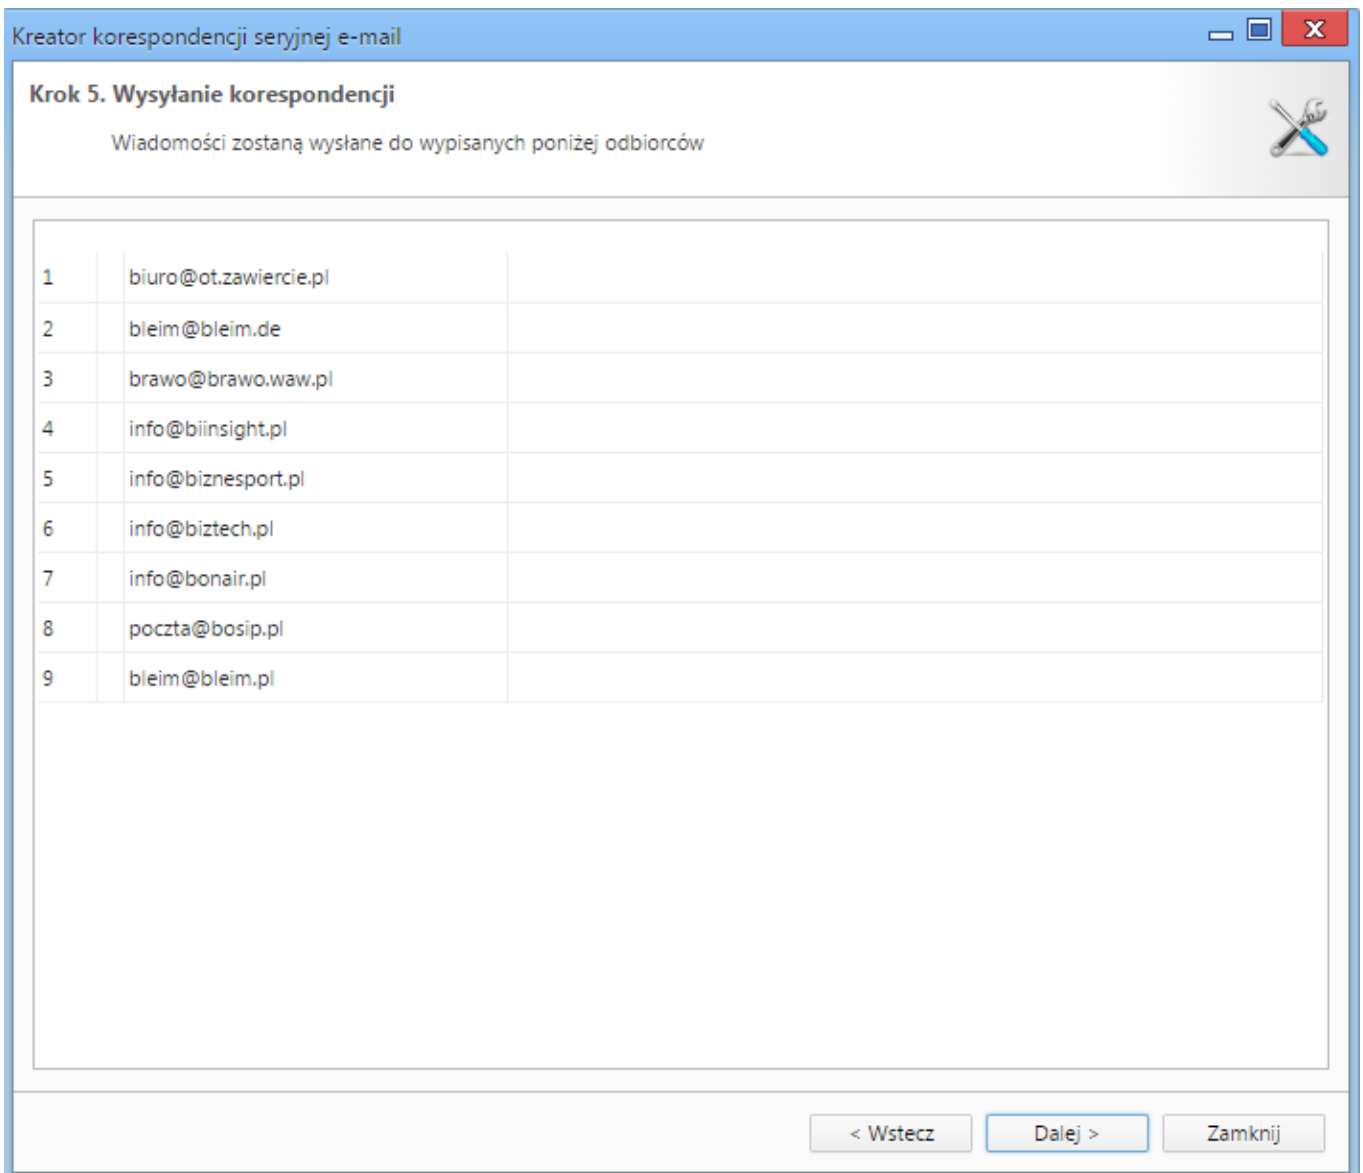 Kreator korespondencji seryjnej e-mail
X
Krok 5. Wysyłanie korespondencji
Wiadomości zostaną wysłane do wypisanych poniżej odbiorców
1 biuro@ot.zawiercie.pl
2 bleim@bleim.de
3 brawo@brawo.waw.pl
4 info@biinsight.pl
5 info@biznesport.pl
6 info@biztech.pl
7 info@bonair.pl
8 poczta@bosip.pl
9 bleim@bleim.pl
< Wstecz Dalej > Zamknij